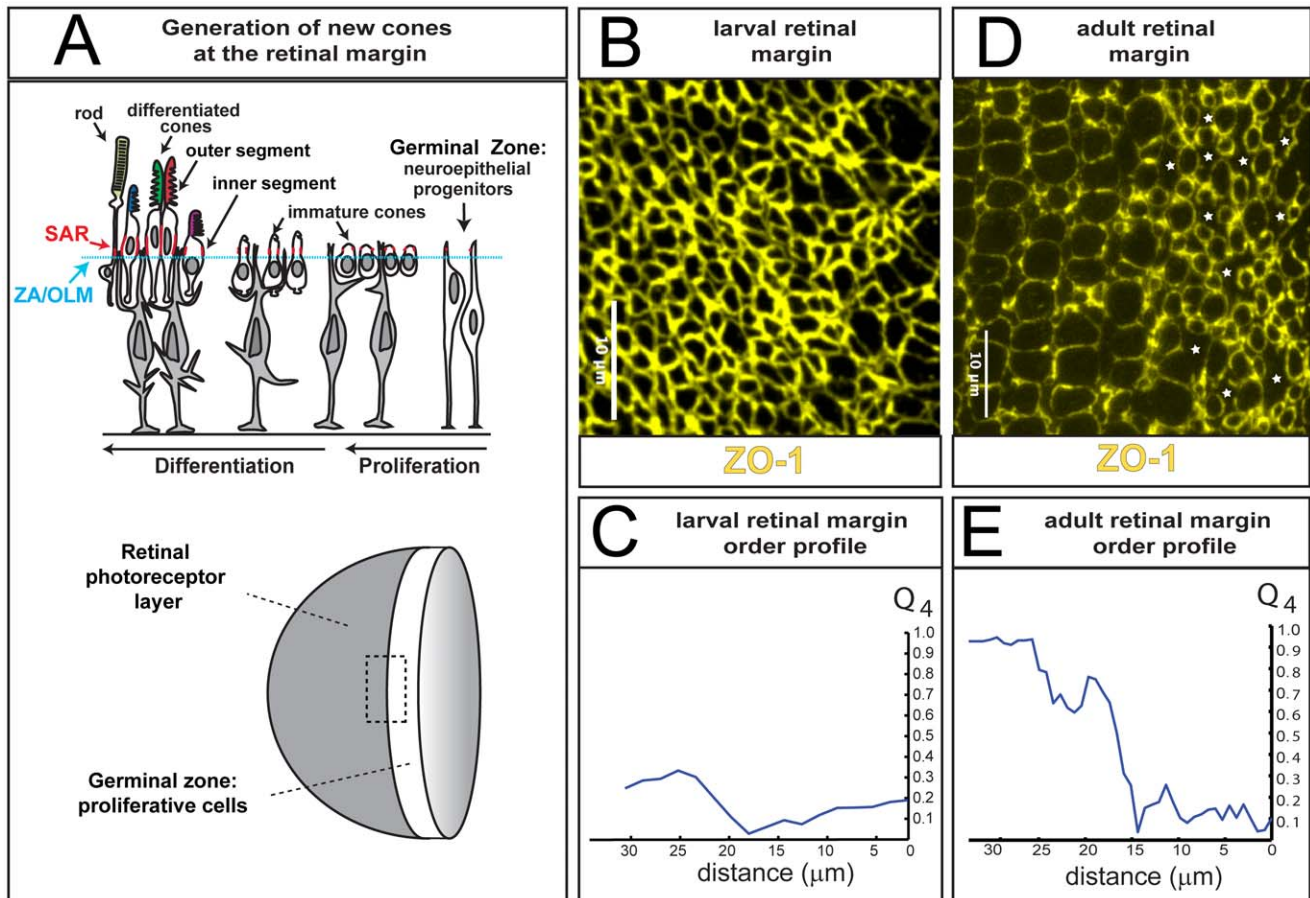 A
Generation of new cones
at the retinal margin
rod
differentiated
cones
outer segment
inner segment
immature cones
Germinal Zone:
neuroepithelial
progenitors
SAR
ZA/OLM
Differentiation
Proliferation
Retinal
photoreceptor
layer
Germinal zone:
proliferative cells
B
larval retinal
margin
10 μm
ZO-1
C
larval retinal margin
order profile
Q4
1.0
0.9
0.8
0.7
0.6
0.5
0.4
0.3
0.2
0.1
30 25 20 15 10 5 0
distance (μm)
D
adult retinal
margin
10 μm
ZO-1
E
adult retinal margin
order profile
Q4
1.0
0.9
0.8
0.7
0.6
0.5
0.4
0.3
0.2
0.1
30 25 20 15 10 5 0
distance (μm)